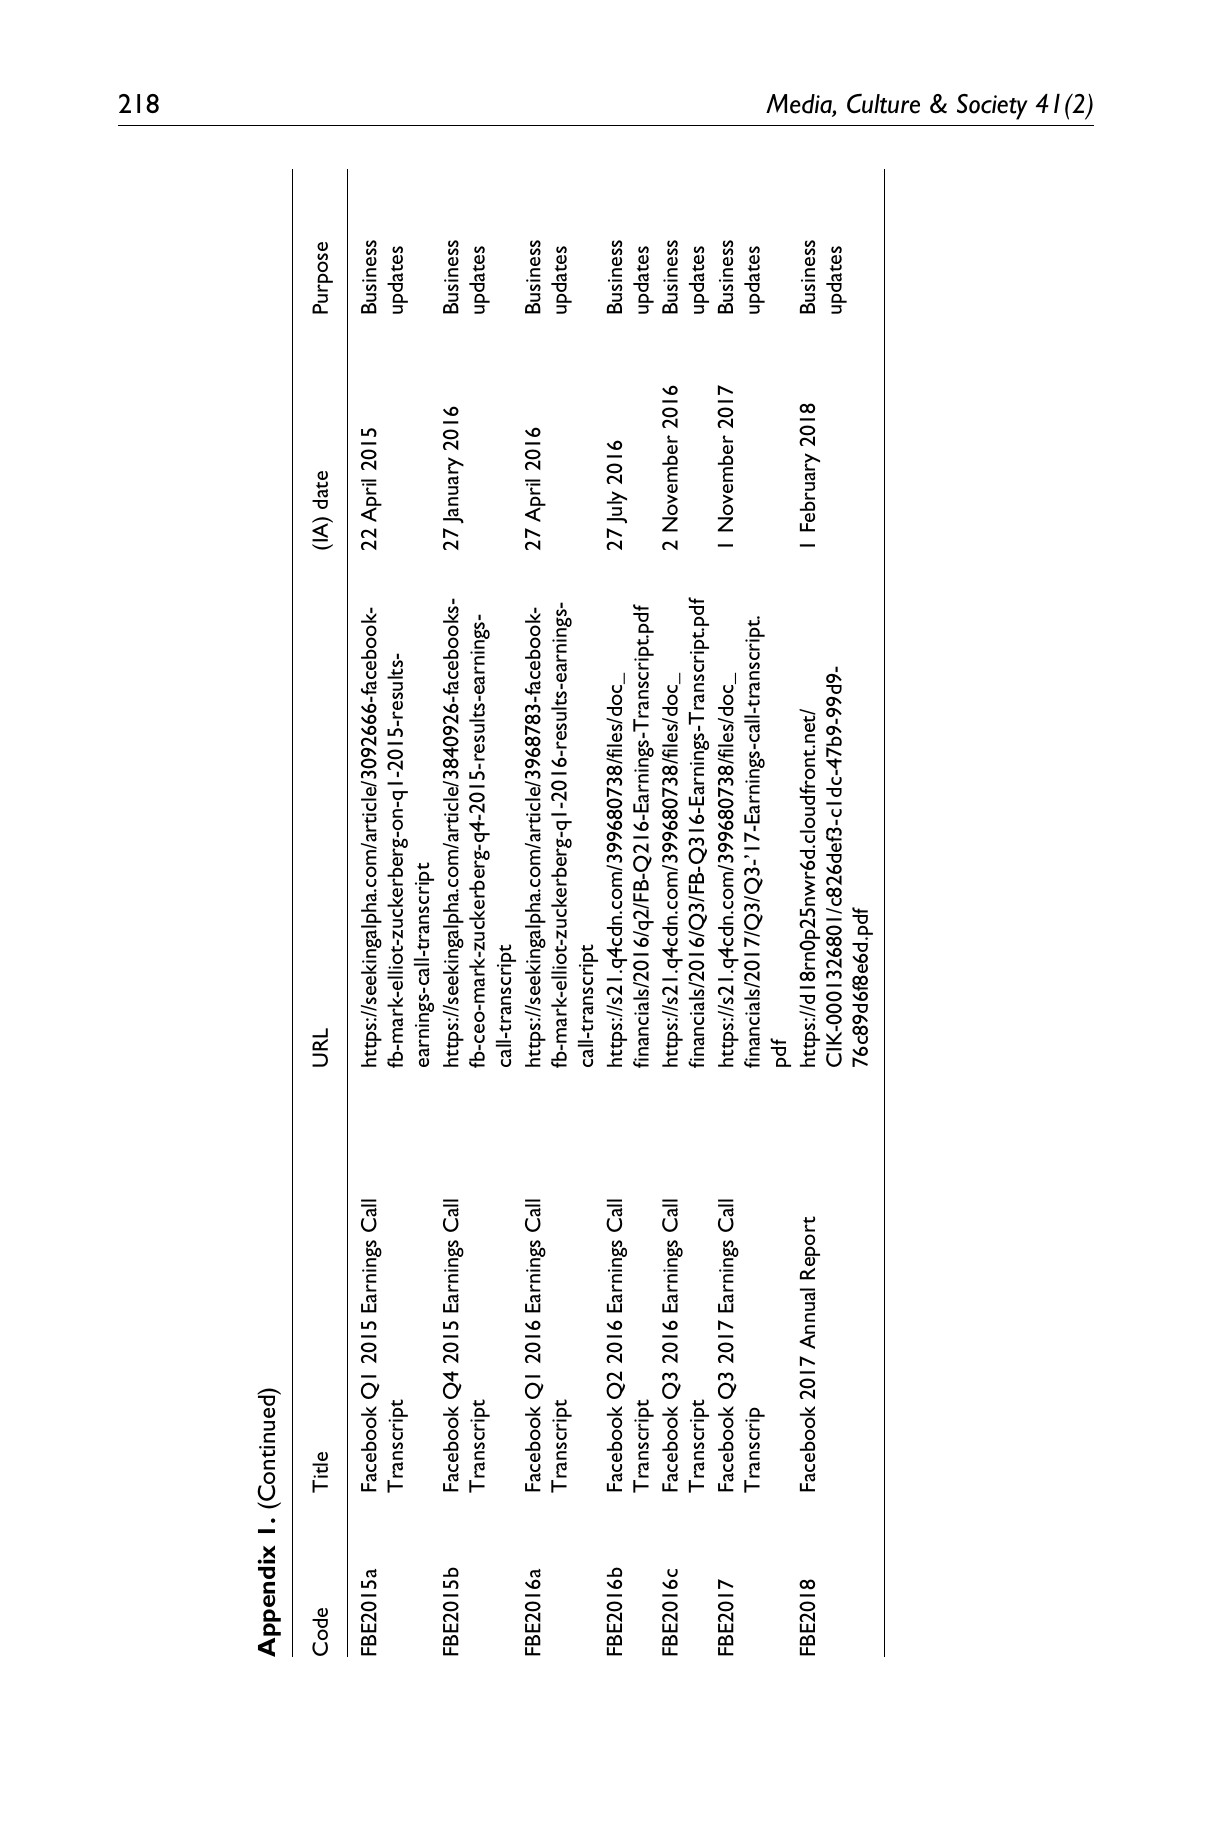 218
Media, Culture & Society 41(2)
Appendix 1. (Continued)
Code Title URL (IA) date Purpose
FBE2015a Facebook Q1 2015 Earnings Call https://seekingalpha.com/article/3092666-facebook- 22 April 2015 Business
Transcript fb-mark-elliot-zuckerberg-on-q1-2015-results- updates
earnings-call-transcript
FBE2015b Facebook Q4 2015 Earnings Call https://seekingalpha.com/article/3840926-facebooks- 27 January 2016 Business
Transcript fb-ceo-mark-zuckerberg-q4-2015-results-earnings- updates
call-transcript
FBE2016a Facebook Q1 2016 Earnings Call https://seekingalpha.com/article/3968783-facebook- 27 April 2016 Business
Transcript fb-mark-elliot-zuckerberg-q1-2016-results-earnings- updates
call-transcript
FBE2016b Facebook Q2 2016 Earnings Call https://s21.q4cdn.com/399680738/files/doc_ 27 July 2016 Business
Transcript financials/2016/q2/FB-Q216-Earnings-Transcript.pdf updates
FBE2016c Facebook Q3 2016 Earnings Call https://s21.q4cdn.com/399680738/files/doc_ 2 November 2016 Business
Transcript financials/2016/Q3/FB-Q316-Earnings-Transcript.pdf updates
FBE2017 Facebook Q3 2017 Earnings Call https://s21.q4cdn.com/399680738/files/doc_ 1 November 2017 Business
Transcrip financials/2017/Q3/Q3-’17-Earnings-call-transcript. updates
pdf
FBE2018 Facebook 2017 Annual Report https://d18rn0p25nwr6d.cloudfront.net/ 1 February 2018 Business
CIK-0001326801/c826def3-c1dc-47b9-99d9- updates
76c89d6f8e6d.pdf